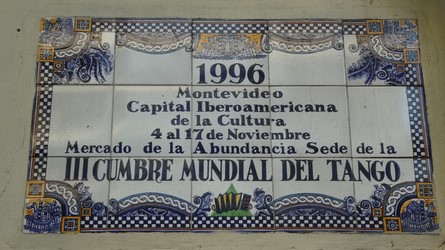 1996
Montevideo
Capital Iberoamericana
de la Cultura
4 al 17 de Noviembre
Mercado de la Abundancia Sede de la
III CUMBRE MUNDIAL DEL TANGO